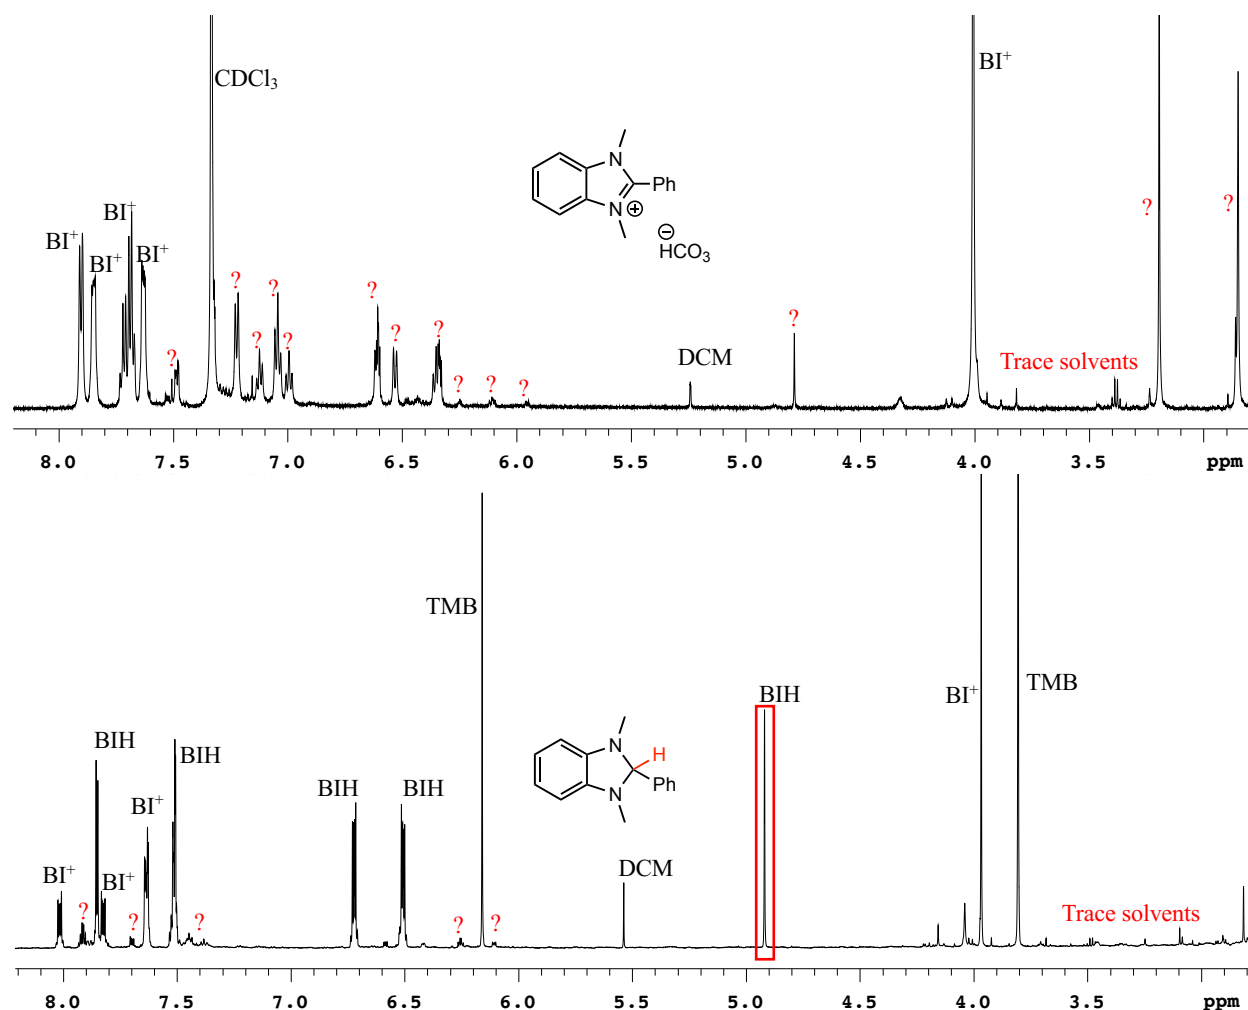 CDCl₃
BI⁺
BI⁺
BI⁺
BI⁺
BI⁺
?
?
?
?
?
?
?
?
?
?
?
?
?
?
N
Ph
N
⊕
⊖
HCO₃
DCM
Trace solvents
8.0 7.5 7.0 6.5 6.0 5.5 5.0 4.5 4.0 3.5 ppm
TMB
BIH
BI⁺
TMB
BIH
BIH
BI⁺
BIH
BIH
N
H
Ph
N
BI⁺
BI⁺
?
?
?
?
?
DCM
Trace solvents
8.0 7.5 7.0 6.5 6.0 5.5 5.0 4.5 4.0 3.5 ppm